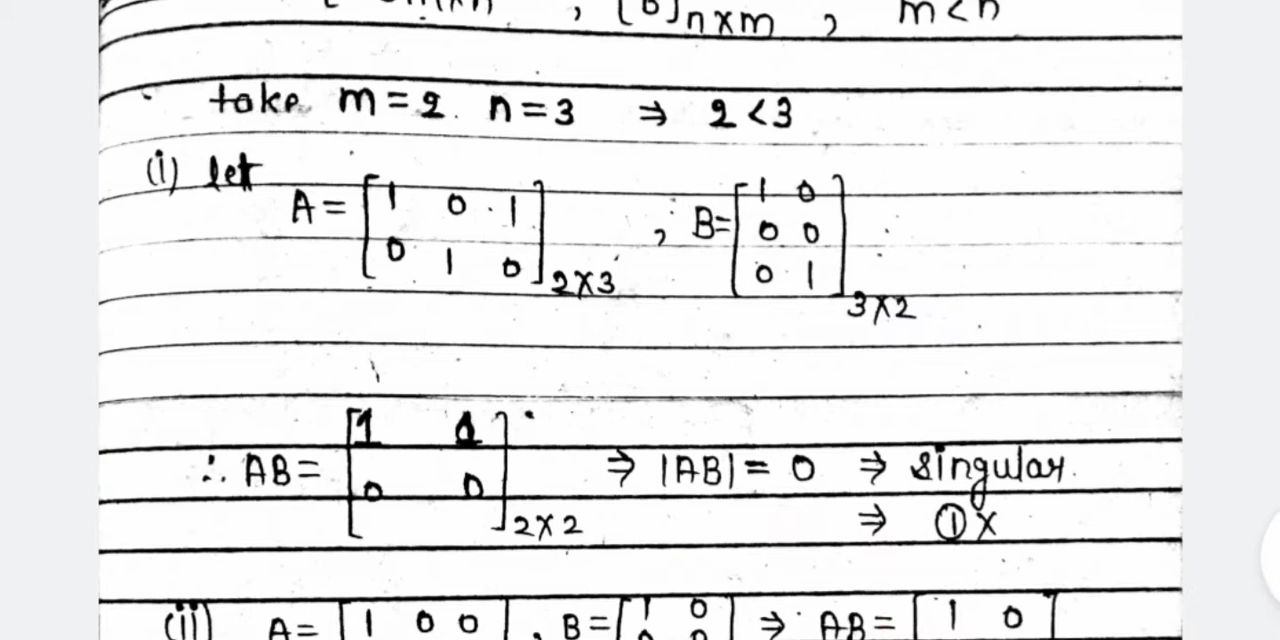 , [B]n×m , m<n
take m=2. n=3 ⇒ 2<3
(i) let
A= [1 0 1
0 1 0]2×3 , B= [1 0
0 0
0 1]3×2
∴ AB= [1 1
0 0]2×2 ⇒ |AB| = 0 ⇒ singular.
⇒ ① ×
(ii) A= [1 0 0 , B= [1 0 ⇒ AB= [1 0